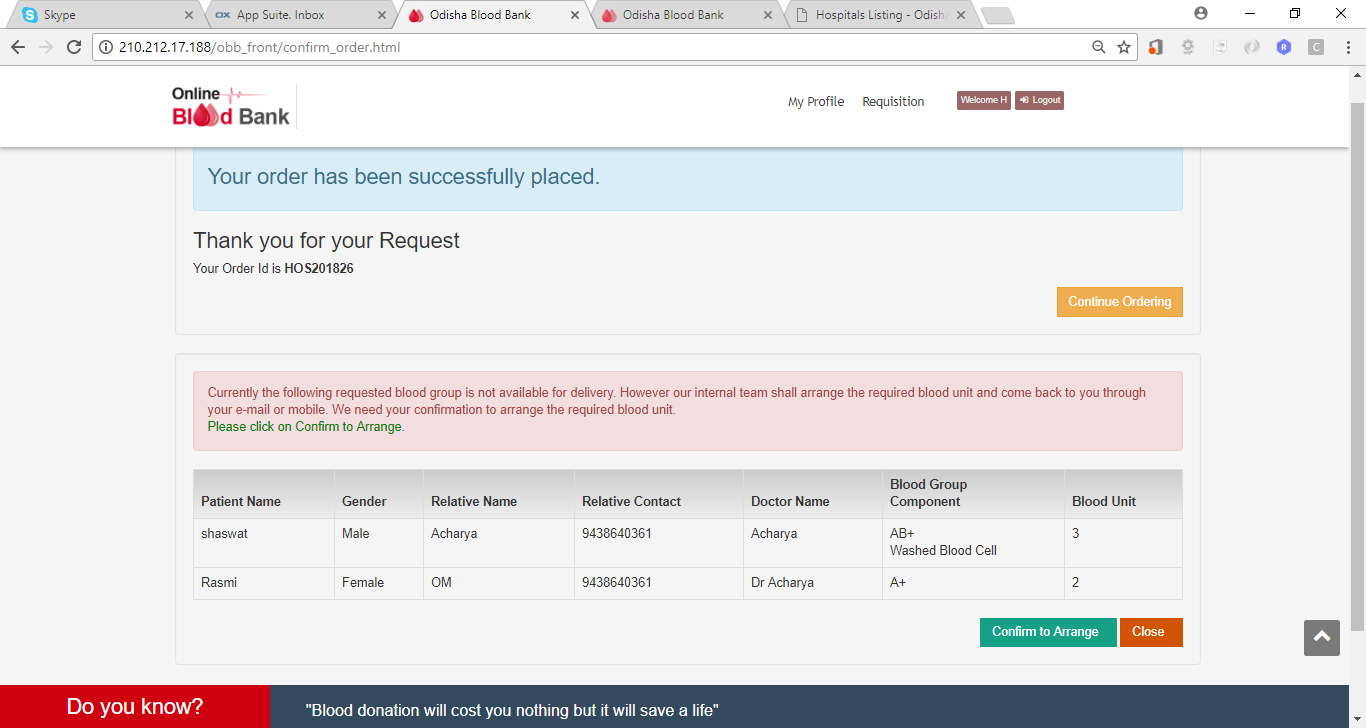 Skype
App Suite. Inbox
Odisha Blood Bank
Odisha Blood Bank
Hospitals Listing - Odish
210.212.17.188/obb_front/confirm_order.html
Online
Blood Bank
My Profile
Requisition
Welcome H
Logout
Your order has been successfully placed.
Thank you for your Request
Your Order Id is HOS201826
Continue Ordering
Currently the following requested blood group is not available for delivery. However our internal team shall arrange the required blood unit and come back to you through
your e-mail or mobile. We need your confirmation to arrange the required blood unit.
Please click on Confirm to Arrange.
Patient Name Gender Relative Name Relative Contact Doctor Name Blood Group Component Blood Unit
shaswat Male Acharya 9438640361 Acharya AB+ Washed Blood Cell 3
Rasmi Female OM 9438640361 Dr Acharya A+ 2
Confirm to Arrange
Close
Do you know?
"Blood donation will cost you nothing but it will save a life"